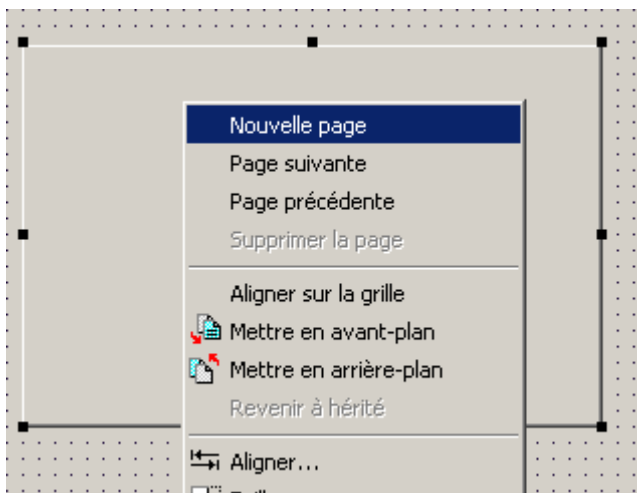 Nouvelle page
Page suivante
Page précédente
Supprimer la page
Aligner sur la grille
Mettre en avant-plan
Mettre en arrière-plan
Revenir à hérité
Aligner...